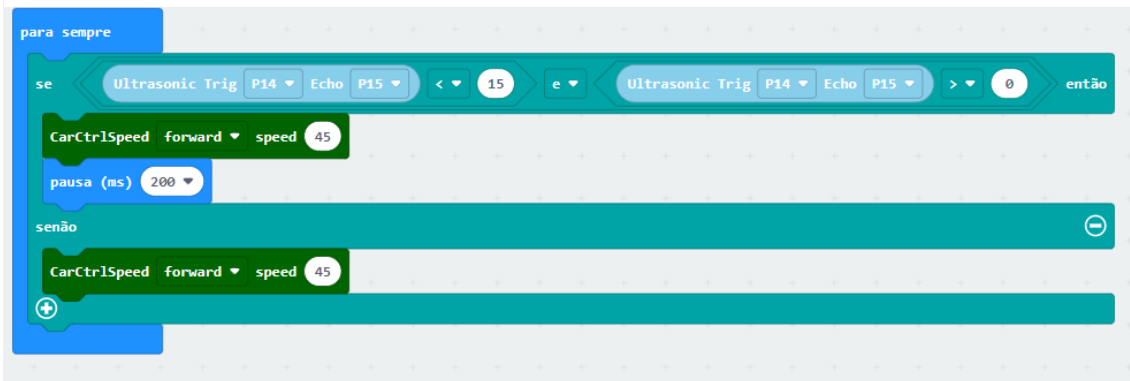 para sempre
se Ultrasonic Trig P14 Echo P15 < 15 e Ultrasonic Trig P14 Echo P15 > 0 então
CarCtrlSpeed forward speed 45
pausa (ms) 200
senão
CarCtrlSpeed forward speed 45